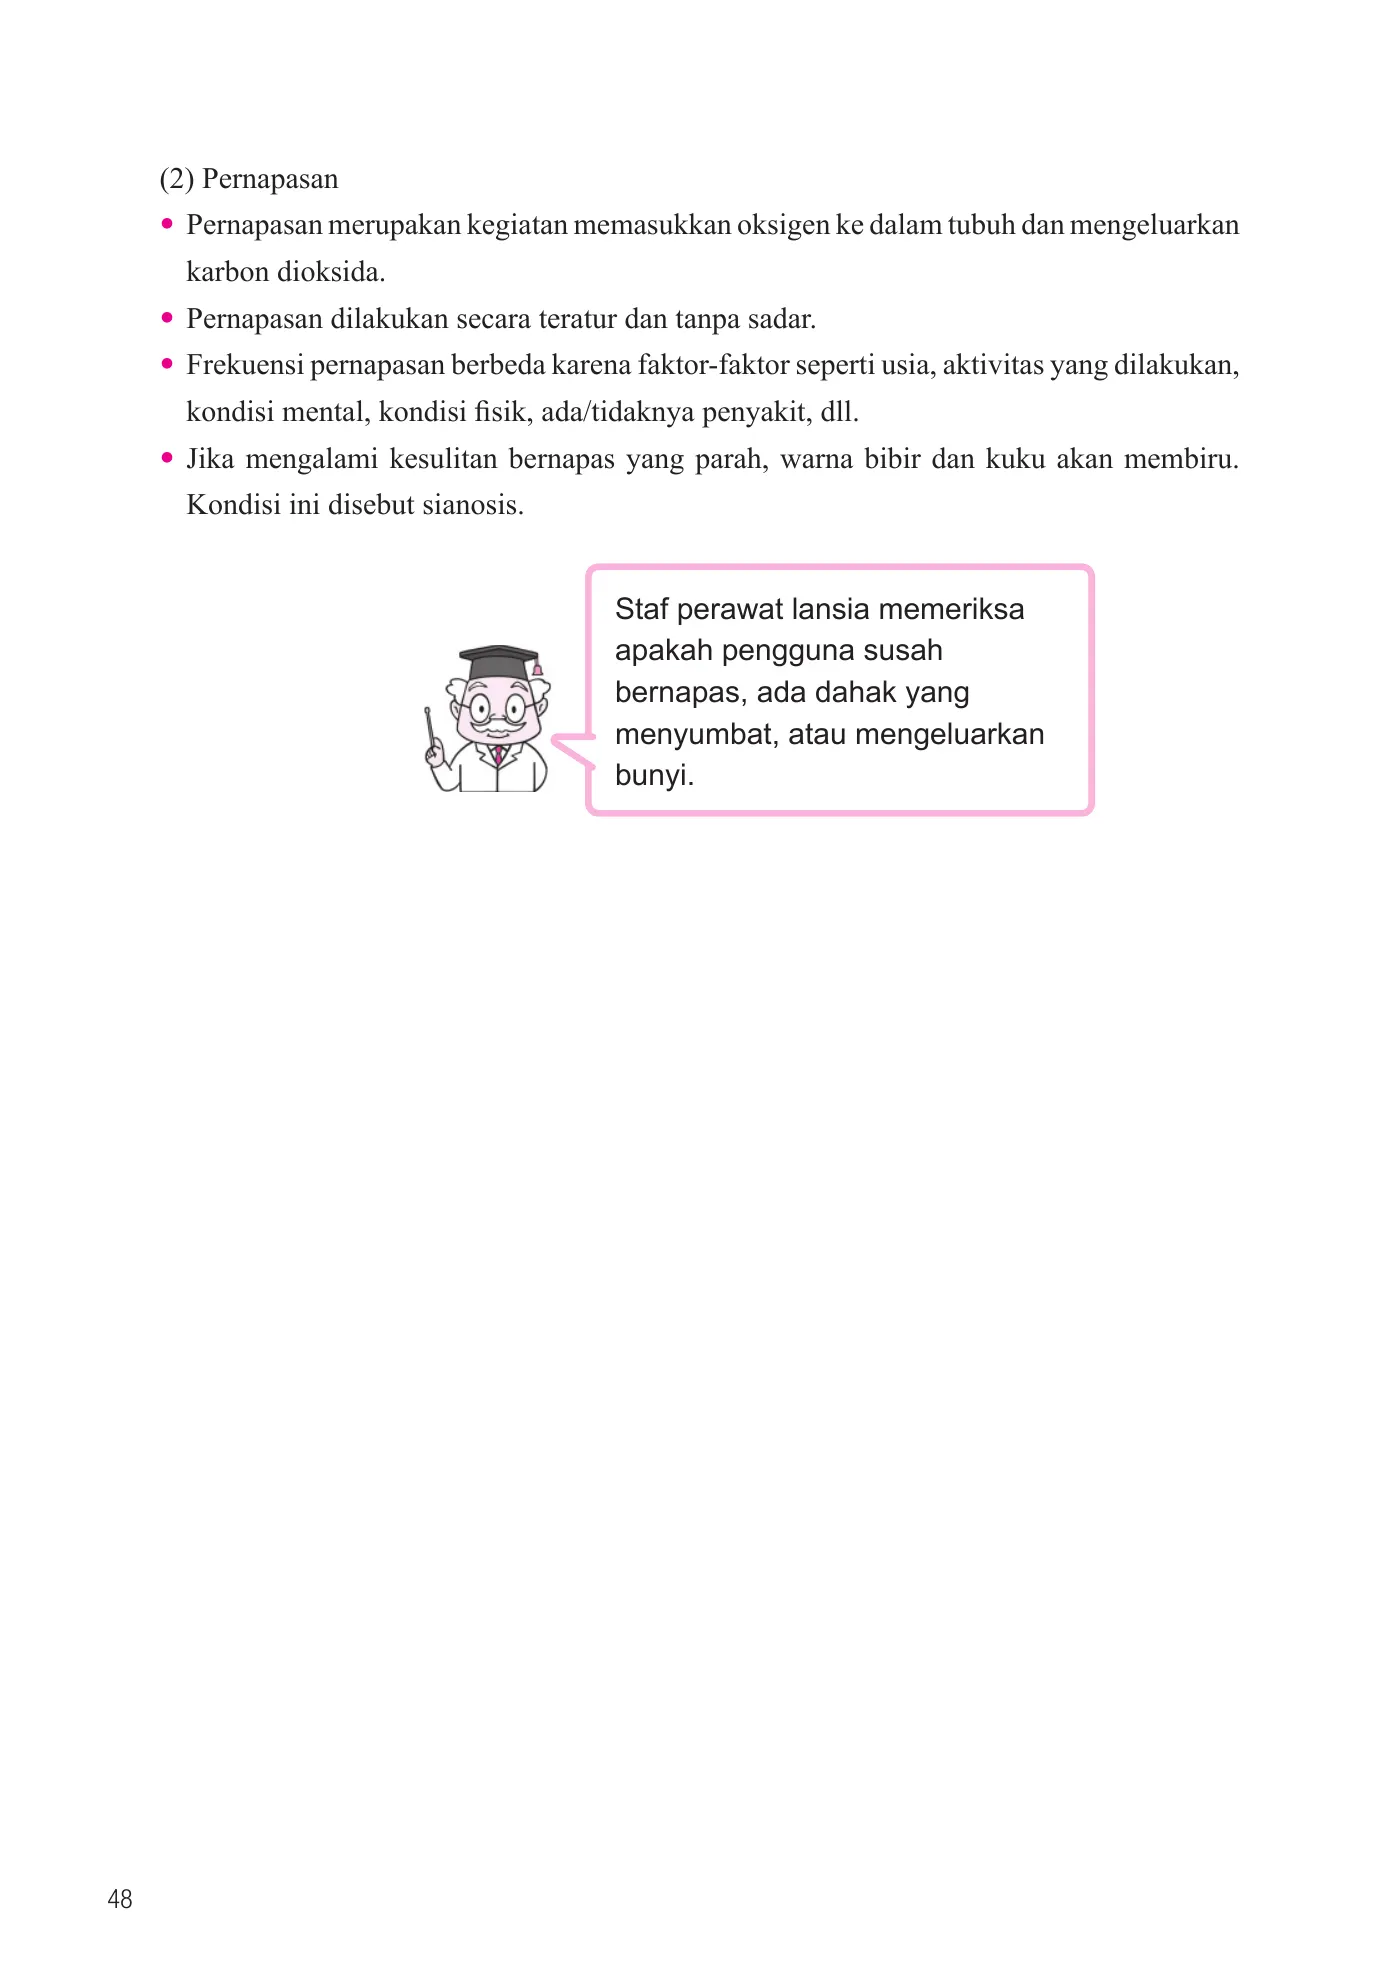 (2) Pernapasan
• Pernapasan merupakan kegiatan memasukkan oksigen ke dalam tubuh dan mengeluarkan
karbon dioksida.
• Pernapasan dilakukan secara teratur dan tanpa sadar.
• Frekuensi pernapasan berbeda karena faktor-faktor seperti usia, aktivitas yang dilakukan,
kondisi mental, kondisi fisik, ada/tidaknya penyakit, dll.
• Jika mengalami kesulitan bernapas yang parah, warna bibir dan kuku akan membiru.
Kondisi ini disebut sianosis.
Staf perawat lansia memeriksa
apakah pengguna susah
bernapas, ada dahak yang
menyumbat, atau mengeluarkan
bunyi.
48